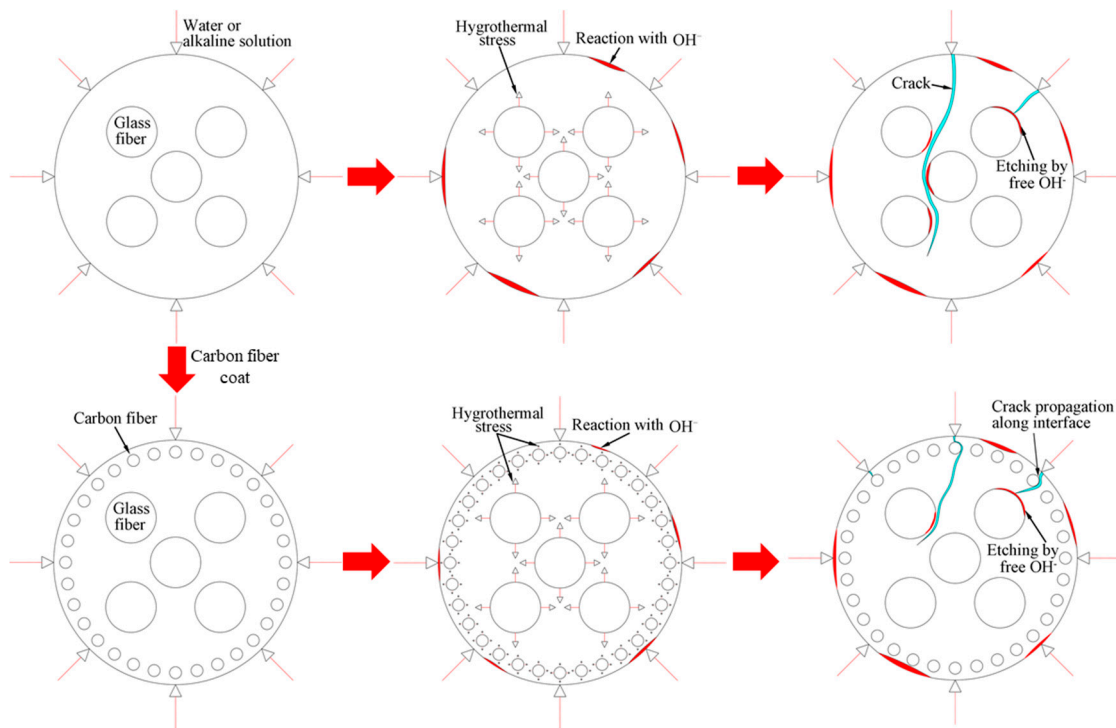 Water or
alkaline solution
Glass
fiber
Hygrothermal
stress
Reaction with OH⁻
Crack
Etching by
free OH⁻
Carbon fiber
coat
Carbon fiber
Glass
fiber
Hygrothermal
stress
Reaction with OH⁻
Crack propagation
along interface
Etching by
free OH⁻